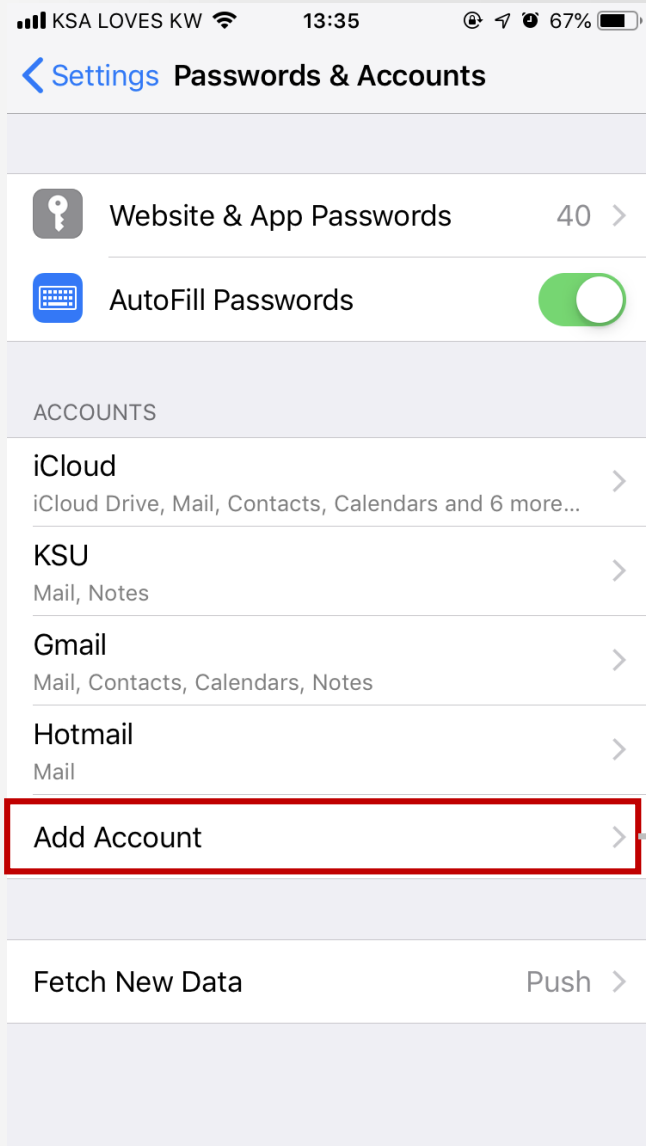 KSA LOVES KW 13:35 67%
Settings Passwords & Accounts
Website & App Passwords 40
AutoFill Passwords
ACCOUNTS
iCloud
iCloud Drive, Mail, Contacts, Calendars and 6 more...
KSU
Mail, Notes
Gmail
Mail, Contacts, Calendars, Notes
Hotmail
Mail
Add Account
Fetch New Data Push